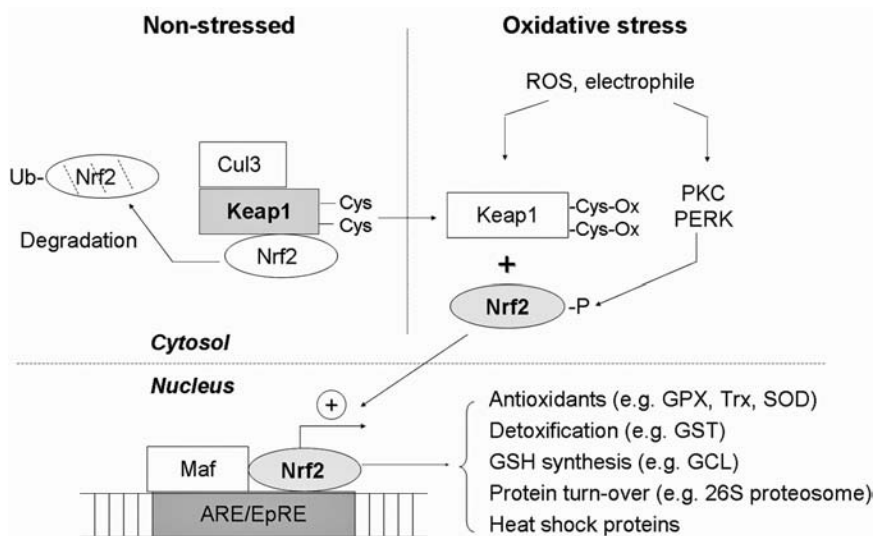 Non-stressed
Oxidative stress
ROS, electrophile
Cul3
Ub-
Nrf2
Keap1
Cys
Cys
Degradation
Nrf2
Keap1
-Cys-Ox
-Cys-Ox
PKC
PERK
+
Nrf2
-P
Cytosol
Nucleus
+
Maf
Nrf2
ARE/EpRE
Antioxidants (e.g. GPX, Trx, SOD)
Detoxification (e.g. GST)
GSH synthesis (e.g. GCL)
Protein turn-over (e.g. 26S proteosome)
Heat shock proteins